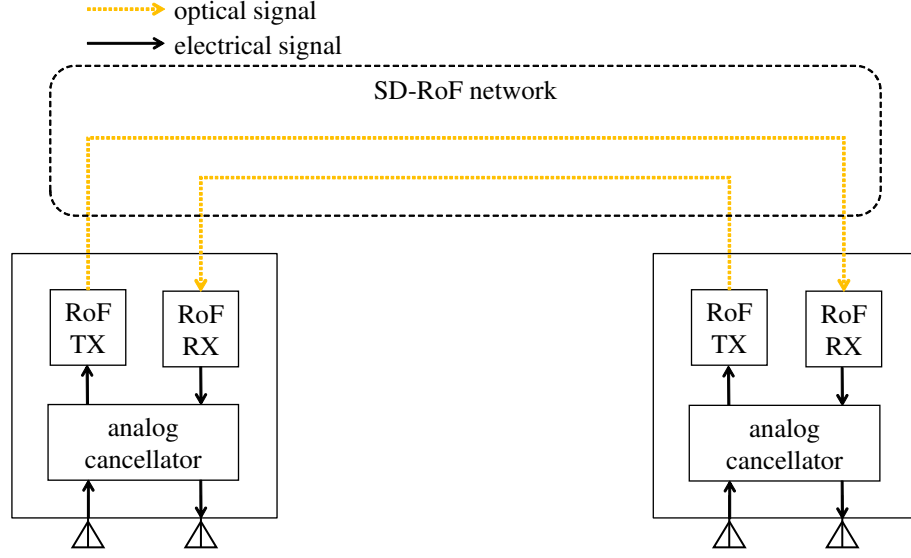 optical signal
electrical signal
SD-RoF network
RoF
TX
RoF
RX
analog
cancellator
RoF
TX
RoF
RX
analog
cancellator